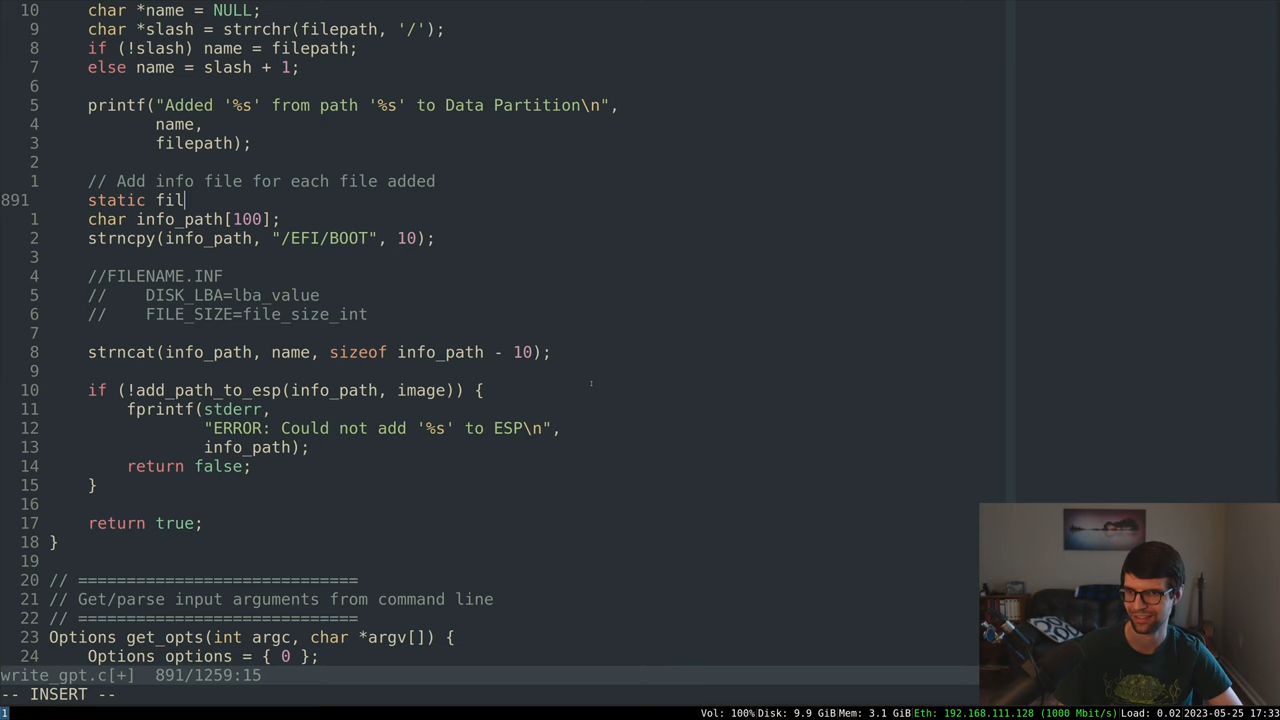 10     char *name = NULL;
 9     char *slash = strrchr(filepath, '/');
 8     if (!slash) name = filepath;
 7     else name = slash + 1;
 6
 5     printf("Added '%s' from path '%s' to Data Partition\n",
 4            name,
 3            filepath);
 2
 1     // Add info file for each file added
891     static fil
 1     char info_path[100];
 2     strncpy(info_path, "/EFI/BOOT", 10);
 3
 4     //FILENAME.INF
 5     //    DISK_LBA=lba_value
 6     //    FILE_SIZE=file_size_int
 7
 8     strncat(info_path, name, sizeof info_path - 10);
 9
10     if (!add_path_to_esp(info_path, image)) {
11         fprintf(stderr,
12                 "ERROR: Could not add '%s' to ESP\n",
13                 info_path);
14         return false;
15     }
16
17     return true;
18 }
19
20 // =============================
21 // Get/parse input arguments from command line
22 // =============================
23 Options get_opts(int argc, char *argv[]) {
24     Options options = { 0 };
write_gpt.c[+]  891/1259:15
-- INSERT --
1 Vol: 100% Disk: 9.9 GiB Mem: 3.1 GiB Eth: 192.168.111.128 (1000 Mbit/s) Load: 0.02 2023-05-25 17:33